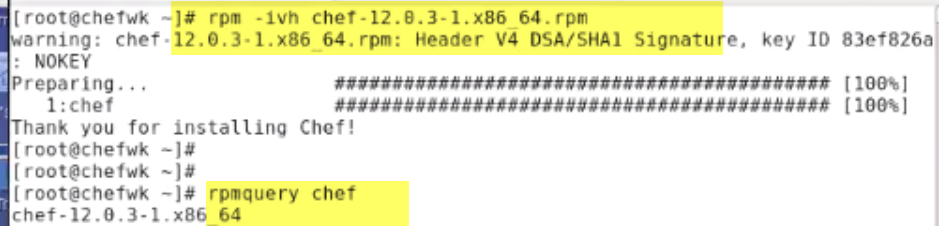 [root@chefwk ~]# rpm -ivh chef-12.0.3-1.x86_64.rpm
warning: chef-12.0.3-1.x86_64.rpm: Header V4 DSA/SHA1 Signature, key ID 83ef826a
: NOKEY
Preparing... ########################################### [100%]
1:chef ########################################### [100%]
Thank you for installing Chef!
[root@chefwk ~]#
[root@chefwk ~]#
[root@chefwk ~]# rpmquery chef
chef-12.0.3-1.x86_64